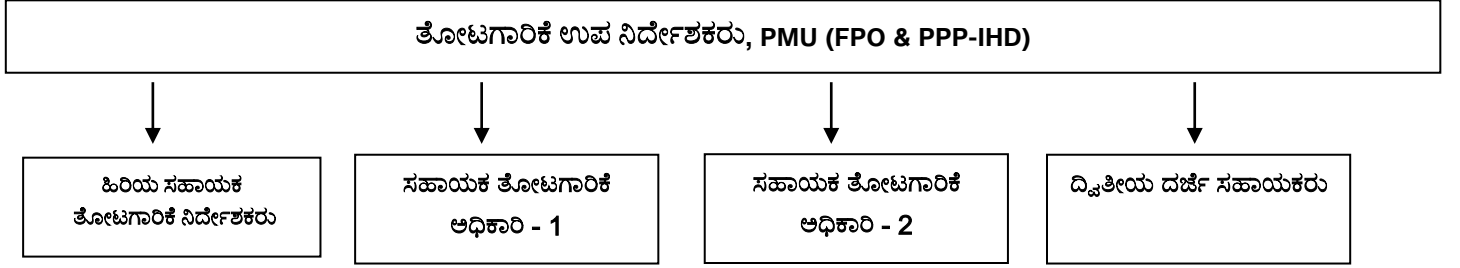 ತೋಟಗಾರಿಕೆ ಉಪ ನಿರ್ದೇಶಕರು, PMU (FPO & PPP-IHD)
ಹಿರಿಯ ಸಹಾಯಕ
ತೋಟಗಾರಿಕೆ ನಿರ್ದೇಶಕರು
ಸಹಾಯಕ ತೋಟಗಾರಿಕೆ
ಅಧಿಕಾರಿ - 1
ಸಹಾಯಕ ತೋಟಗಾರಿಕೆ
ಅಧಿಕಾರಿ - 2
ದ್ವಿತೀಯ ದರ್ಜೆ ಸಹಾಯಕರು